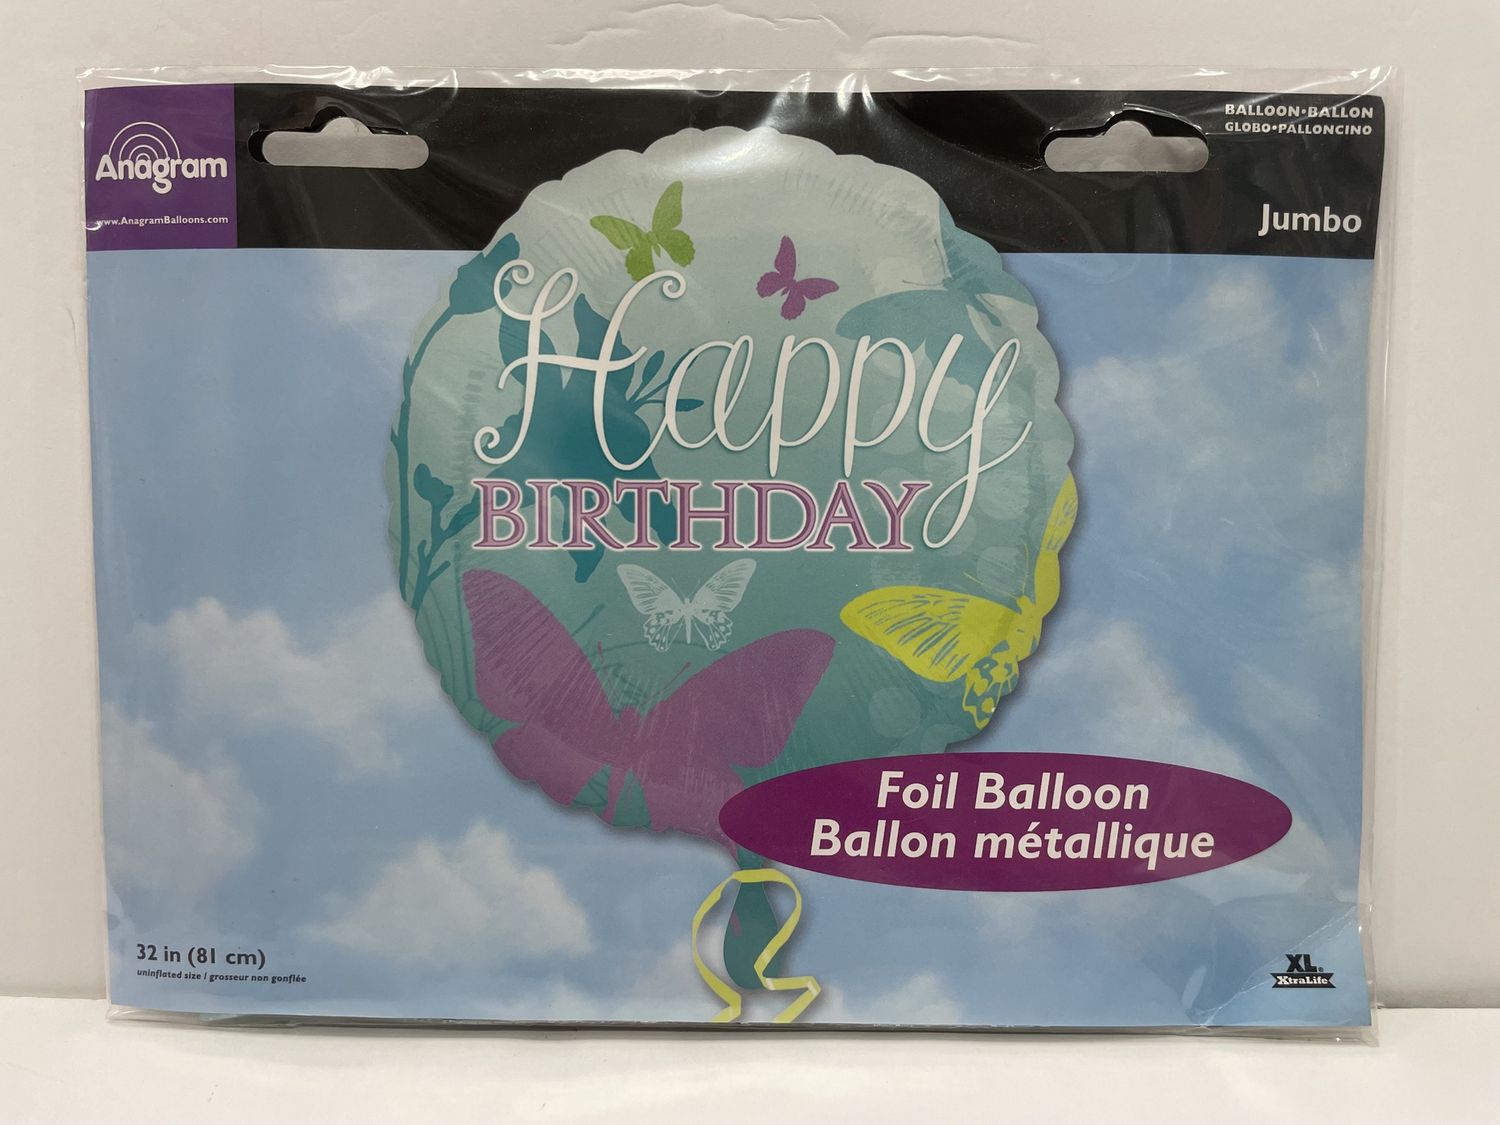 Anagram
www.AnagramBalloons.com
BALLOON•BALLON
GLOBO•PALLONCINO
Jumbo
Happy
BIRTHDAY
Foil Balloon
Ballon métallique
32 in (81 cm)
uninflated size / grosseur non gonflée
XL®
XtraLife